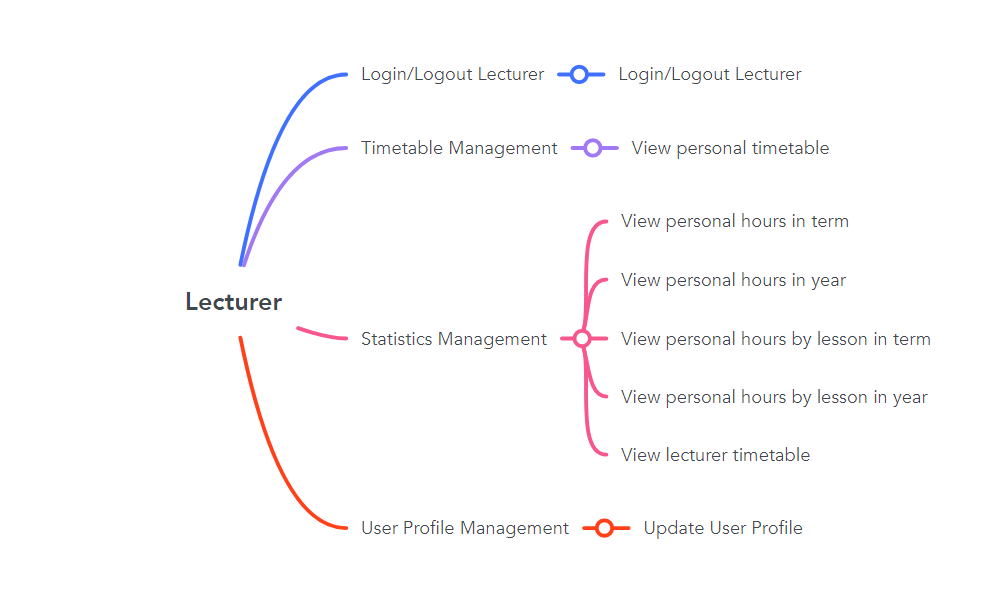 Login/Logout Lecturer
Login/Logout Lecturer
Timetable Management
View personal timetable
View personal hours in term
View personal hours in year
Lecturer
Statistics Management
View personal hours by lesson in term
View personal hours by lesson in year
View lecturer timetable
User Profile Management
Update User Profile